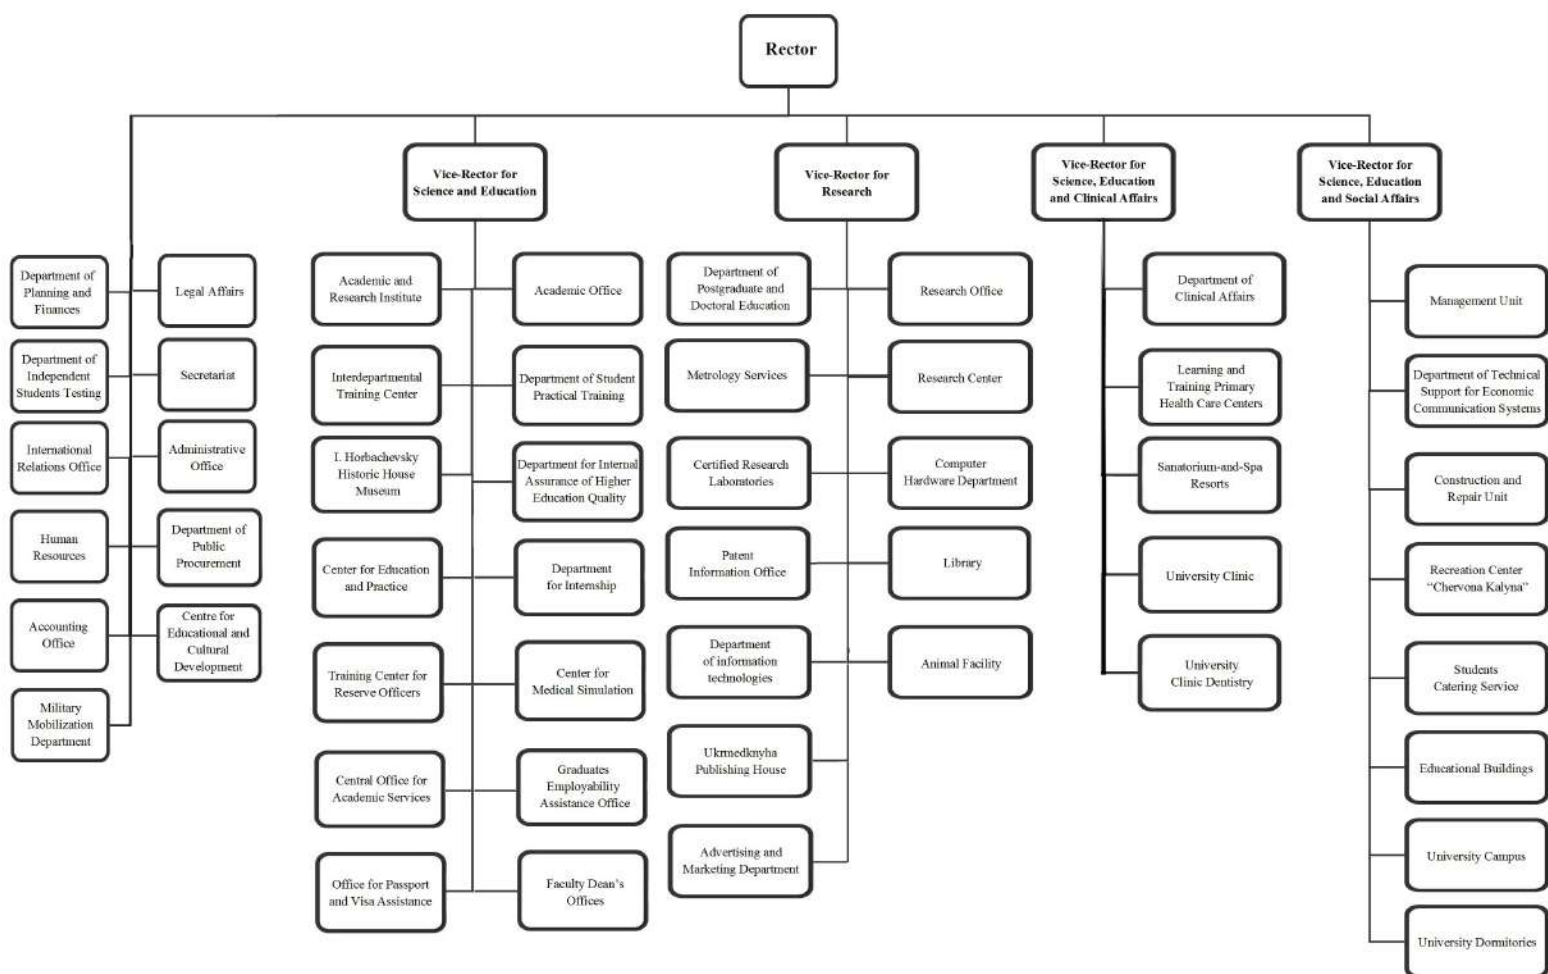 Rector
Vice-Rector for
Science and Education
Vice-Rector for
Research
Vice-Rector for
Science, Education
and Clinical Affairs
Vice-Rector for
Science, Education
and Social Affairs
Department of
Planning and
Finances
Legal Affairs
Department of
Independent
Students Testing
Secretariat
International
Relations Office
Administrative
Office
Human
Resources
Department of
Public
Procurement
Accounting
Office
Centre for
Educational and
Cultural
Development
Military
Mobilization
Department
Academic and
Research Institute
Academic Office
Interdepartmental
Training Center
Department of Student
Practical Training
I. Horbachevsky
Historic House
Museum
Department for Internal
Assurance of Higher
Education Quality
Center for Education
and Practice
Department
for Internship
Training Center for
Reserve Officers
Center for
Medical Simulation
Central Office for
Academic Services
Graduates
Employability
Assistance Office
Office for Passport
and Visa Assistance
Faculty Dean’s
Offices
Department of
Postgraduate and
Doctoral Education
Research Office
Metrology Services
Research Center
Certified Research
Laboratories
Computer
Hardware Department
Patent
Information Office
Library
Department
of information
technologies
Animal Facility
Ukrmedknyha
Publishing House
Advertising and
Marketing Department
Department of
Clinical Affairs
Learning and
Training Primary
Health Care Centers
Sanatorium-and-Spa
Resorts
University Clinic
University
Clinic Dentistry
Management Unit
Department of Technical
Support for Economic
Communication Systems
Construction and
Repair Unit
Recreation Center
“Chervona Kalyna”
Students
Catering Service
Educational Buildings
University Campus
University Dormitories